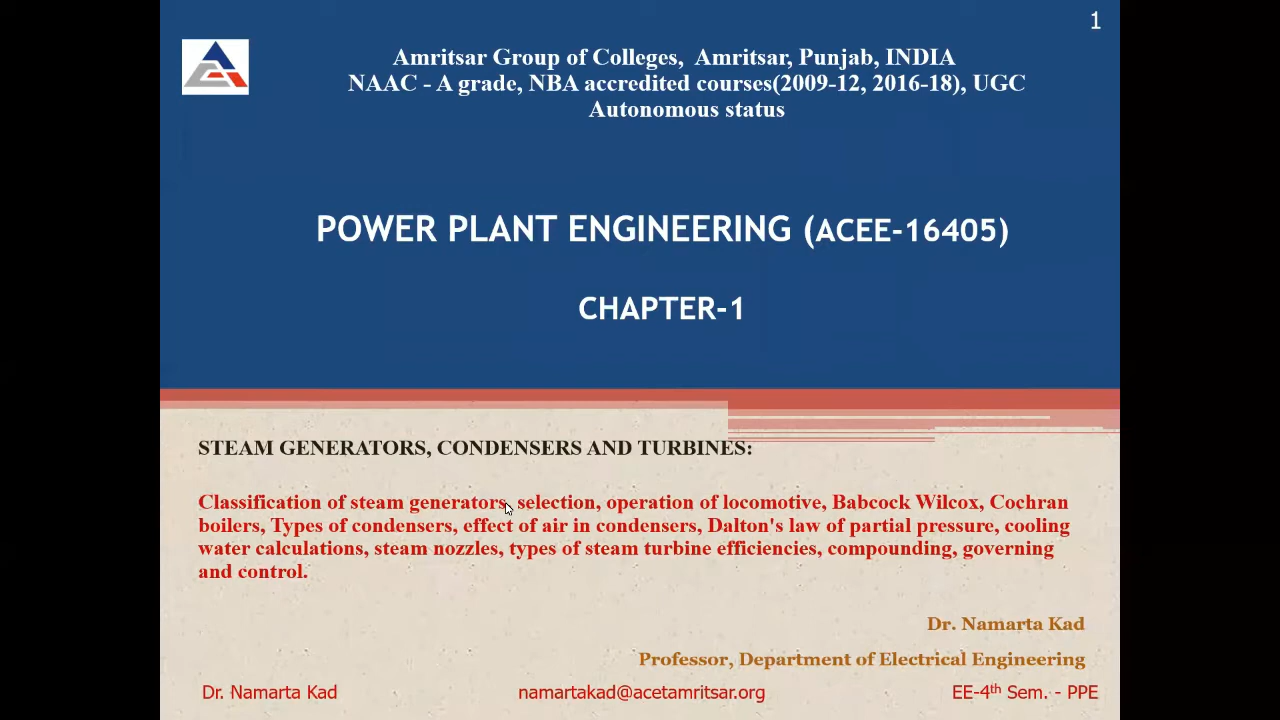 1
Amritsar Group of Colleges, Amritsar, Punjab, INDIA
NAAC - A grade, NBA accredited courses(2009-12, 2016-18), UGC
Autonomous status
POWER PLANT ENGINEERING (ACEE-16405)
CHAPTER-1
STEAM GENERATORS, CONDENSERS AND TURBINES:
Classification of steam generators, selection, operation of locomotive, Babcock Wilcox, Cochran
boilers, Types of condensers, effect of air in condensers, Dalton's law of partial pressure, cooling
water calculations, steam nozzles, types of steam turbine efficiencies, compounding, governing
and control.
Dr. Namarta Kad
Professor, Department of Electrical Engineering
Dr. Namarta Kad namartakad@acetamritsar.org EE-4th Sem. - PPE